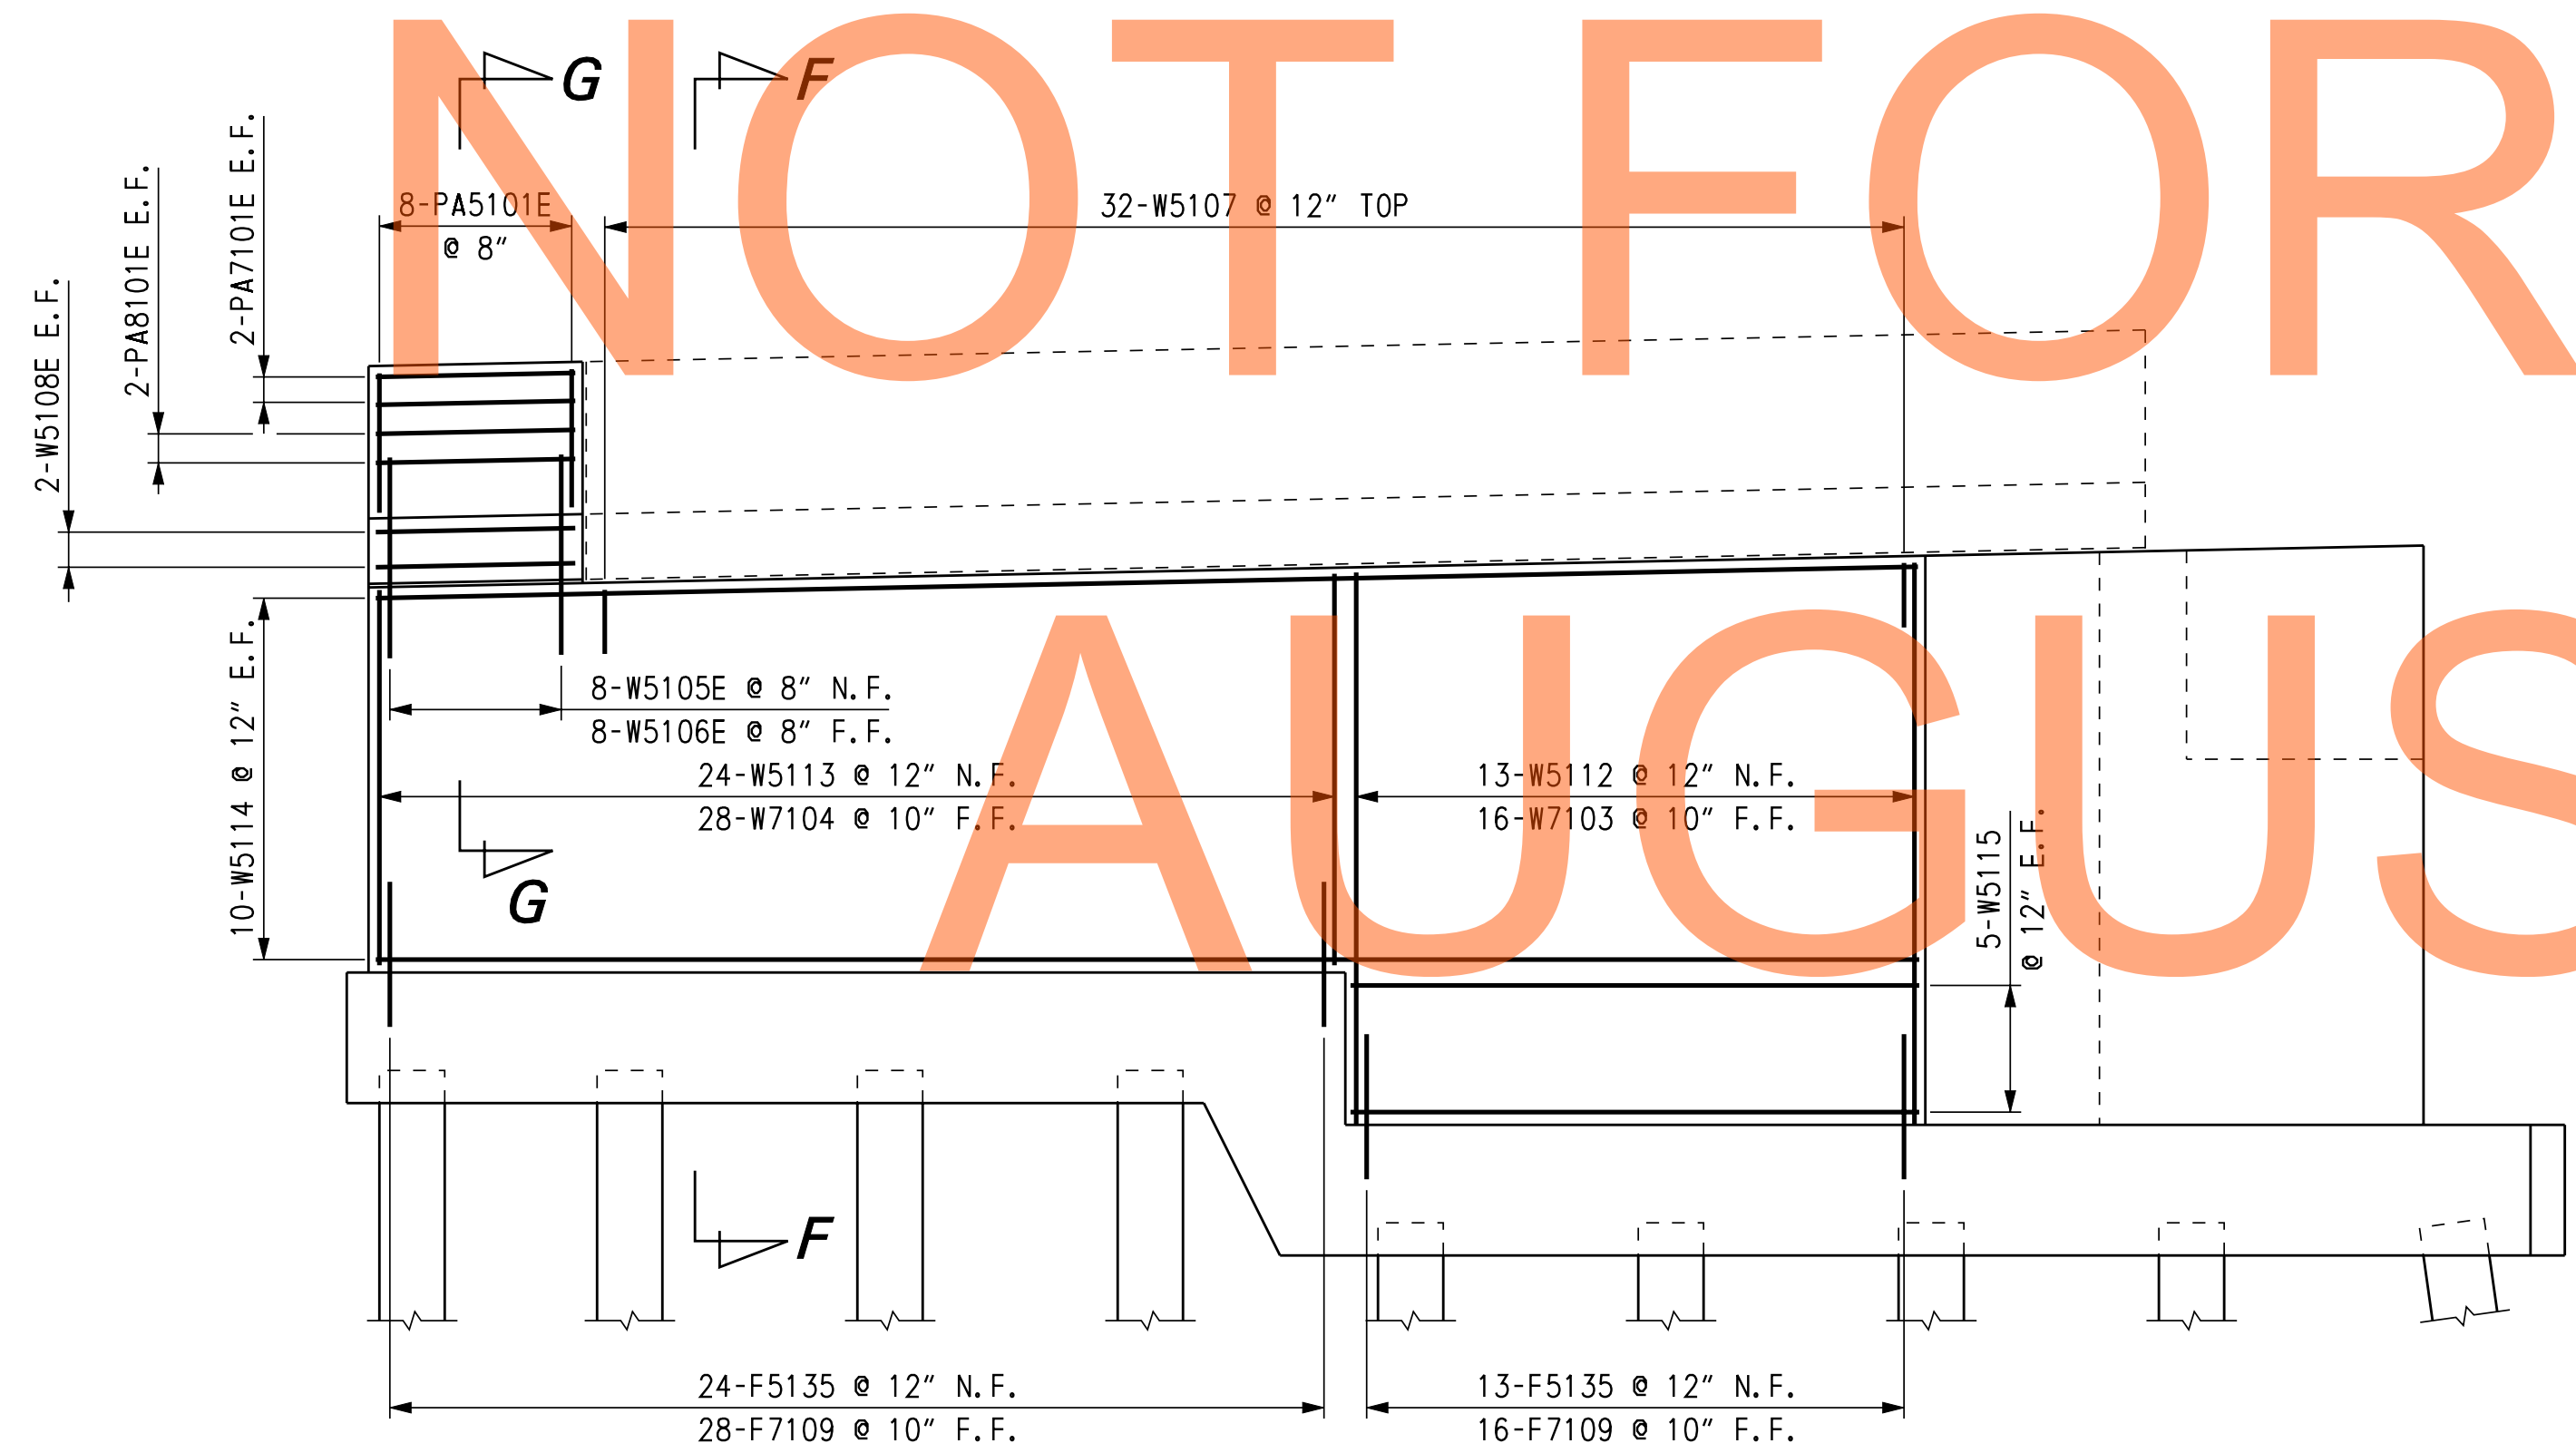 NOT FOR
G
F
2-PA7101E E.F.
2-PA8101E E.F.
2-W5108E E.F.
8-PA5101E
@ 8"
32-W5107 @ 12" TOP
10-W5114 @ 12" E.F.
8-W5105E @ 8" N.F.
8-W5106E @ 8" F.F.
24-W5113 @ 12" N.F.
28-W7104 @ 10" F.F.
13-W5112 @ 12" N.F.
16-W7103 @ 10" F.F.
AUGUS
5-W5115
@ 12" E.F.
G
F
24-F5135 @ 12" N.F.
28-F7109 @ 10" F.F.
13-F5135 @ 12" N.F.
16-F7109 @ 10" F.F.